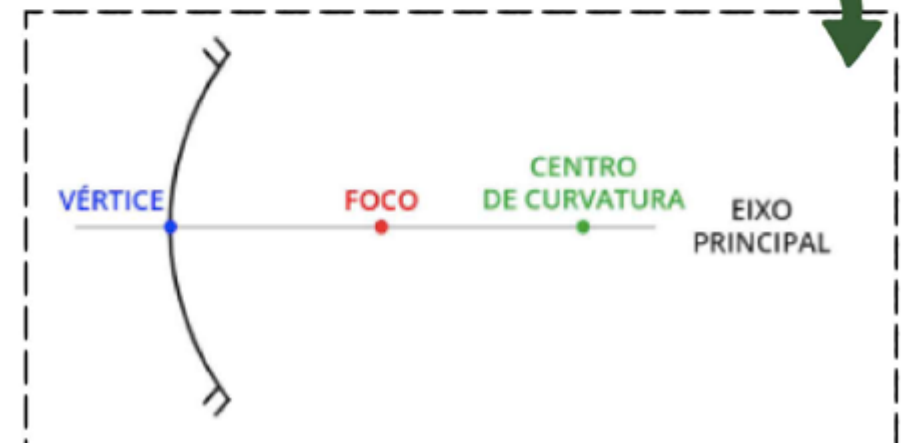 VÉRTICE
FOCO
CENTRO
DE CURVATURA
EIXO
PRINCIPAL